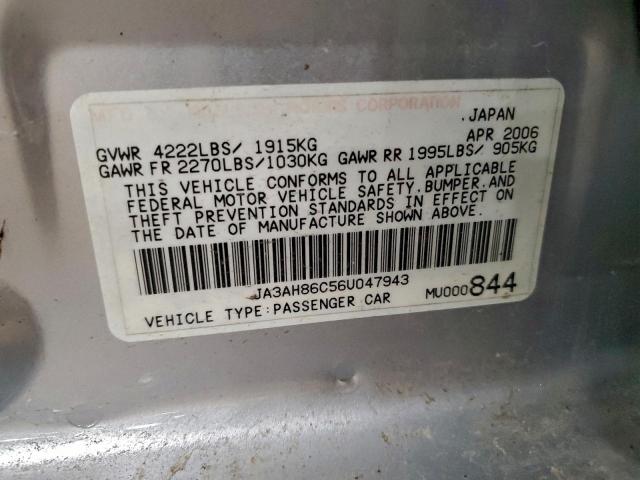 MOTORS CORPORATION
.JAPAN
GVWR 4222LBS/ 1915KG APR 2006
GAWR FR 2270LBS/1030KG GAWR RR 1995LBS/ 905KG
THIS VEHICLE CONFORMS TO ALL APPLICABLE
FEDERAL MOTOR VEHICLE SAFETY,BUMPER,AND
THEFT PREVENTION STANDARDS IN EFFECT ON
THE DATE OF MANUFACTURE SHOWN ABOVE.
JA3AH86C56U047943
VEHICLE TYPE:PASSENGER CAR MU000844